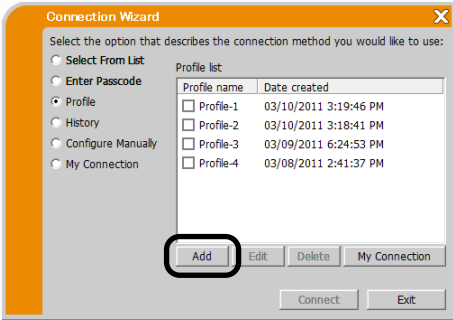 Connection Wizard
Select the option that describes the connection method you would like to use:
Select From List
Enter Passcode
Profile
History
Configure Manually
My Connection
Profile list
Profile name Date created
Profile-1 03/10/2011 3:19:46 PM
Profile-2 03/10/2011 3:18:41 PM
Profile-3 03/09/2011 6:24:53 PM
Profile-4 03/08/2011 2:41:37 PM
Add Edit Delete My Connection
Connect Exit